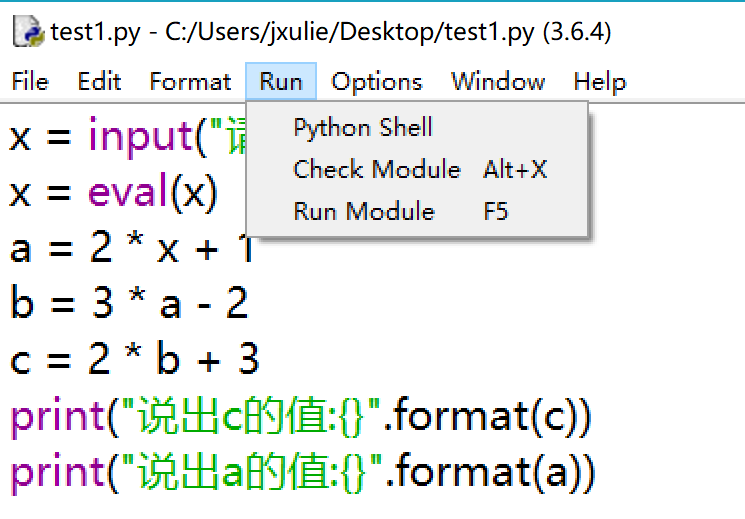 test1.py - C:/Users/jxulie/Desktop/test1.py (3.6.4)
File Edit Format Run Options Window Help
Python Shell
Check Module Alt+X
Run Module F5
x = input("
x = eval(x)
a = 2 * x + 1
b = 3 * a - 2
c = 2 * b + 3
print("说出c的值:{}".format(c))
print("说出a的值:{}".format(a))